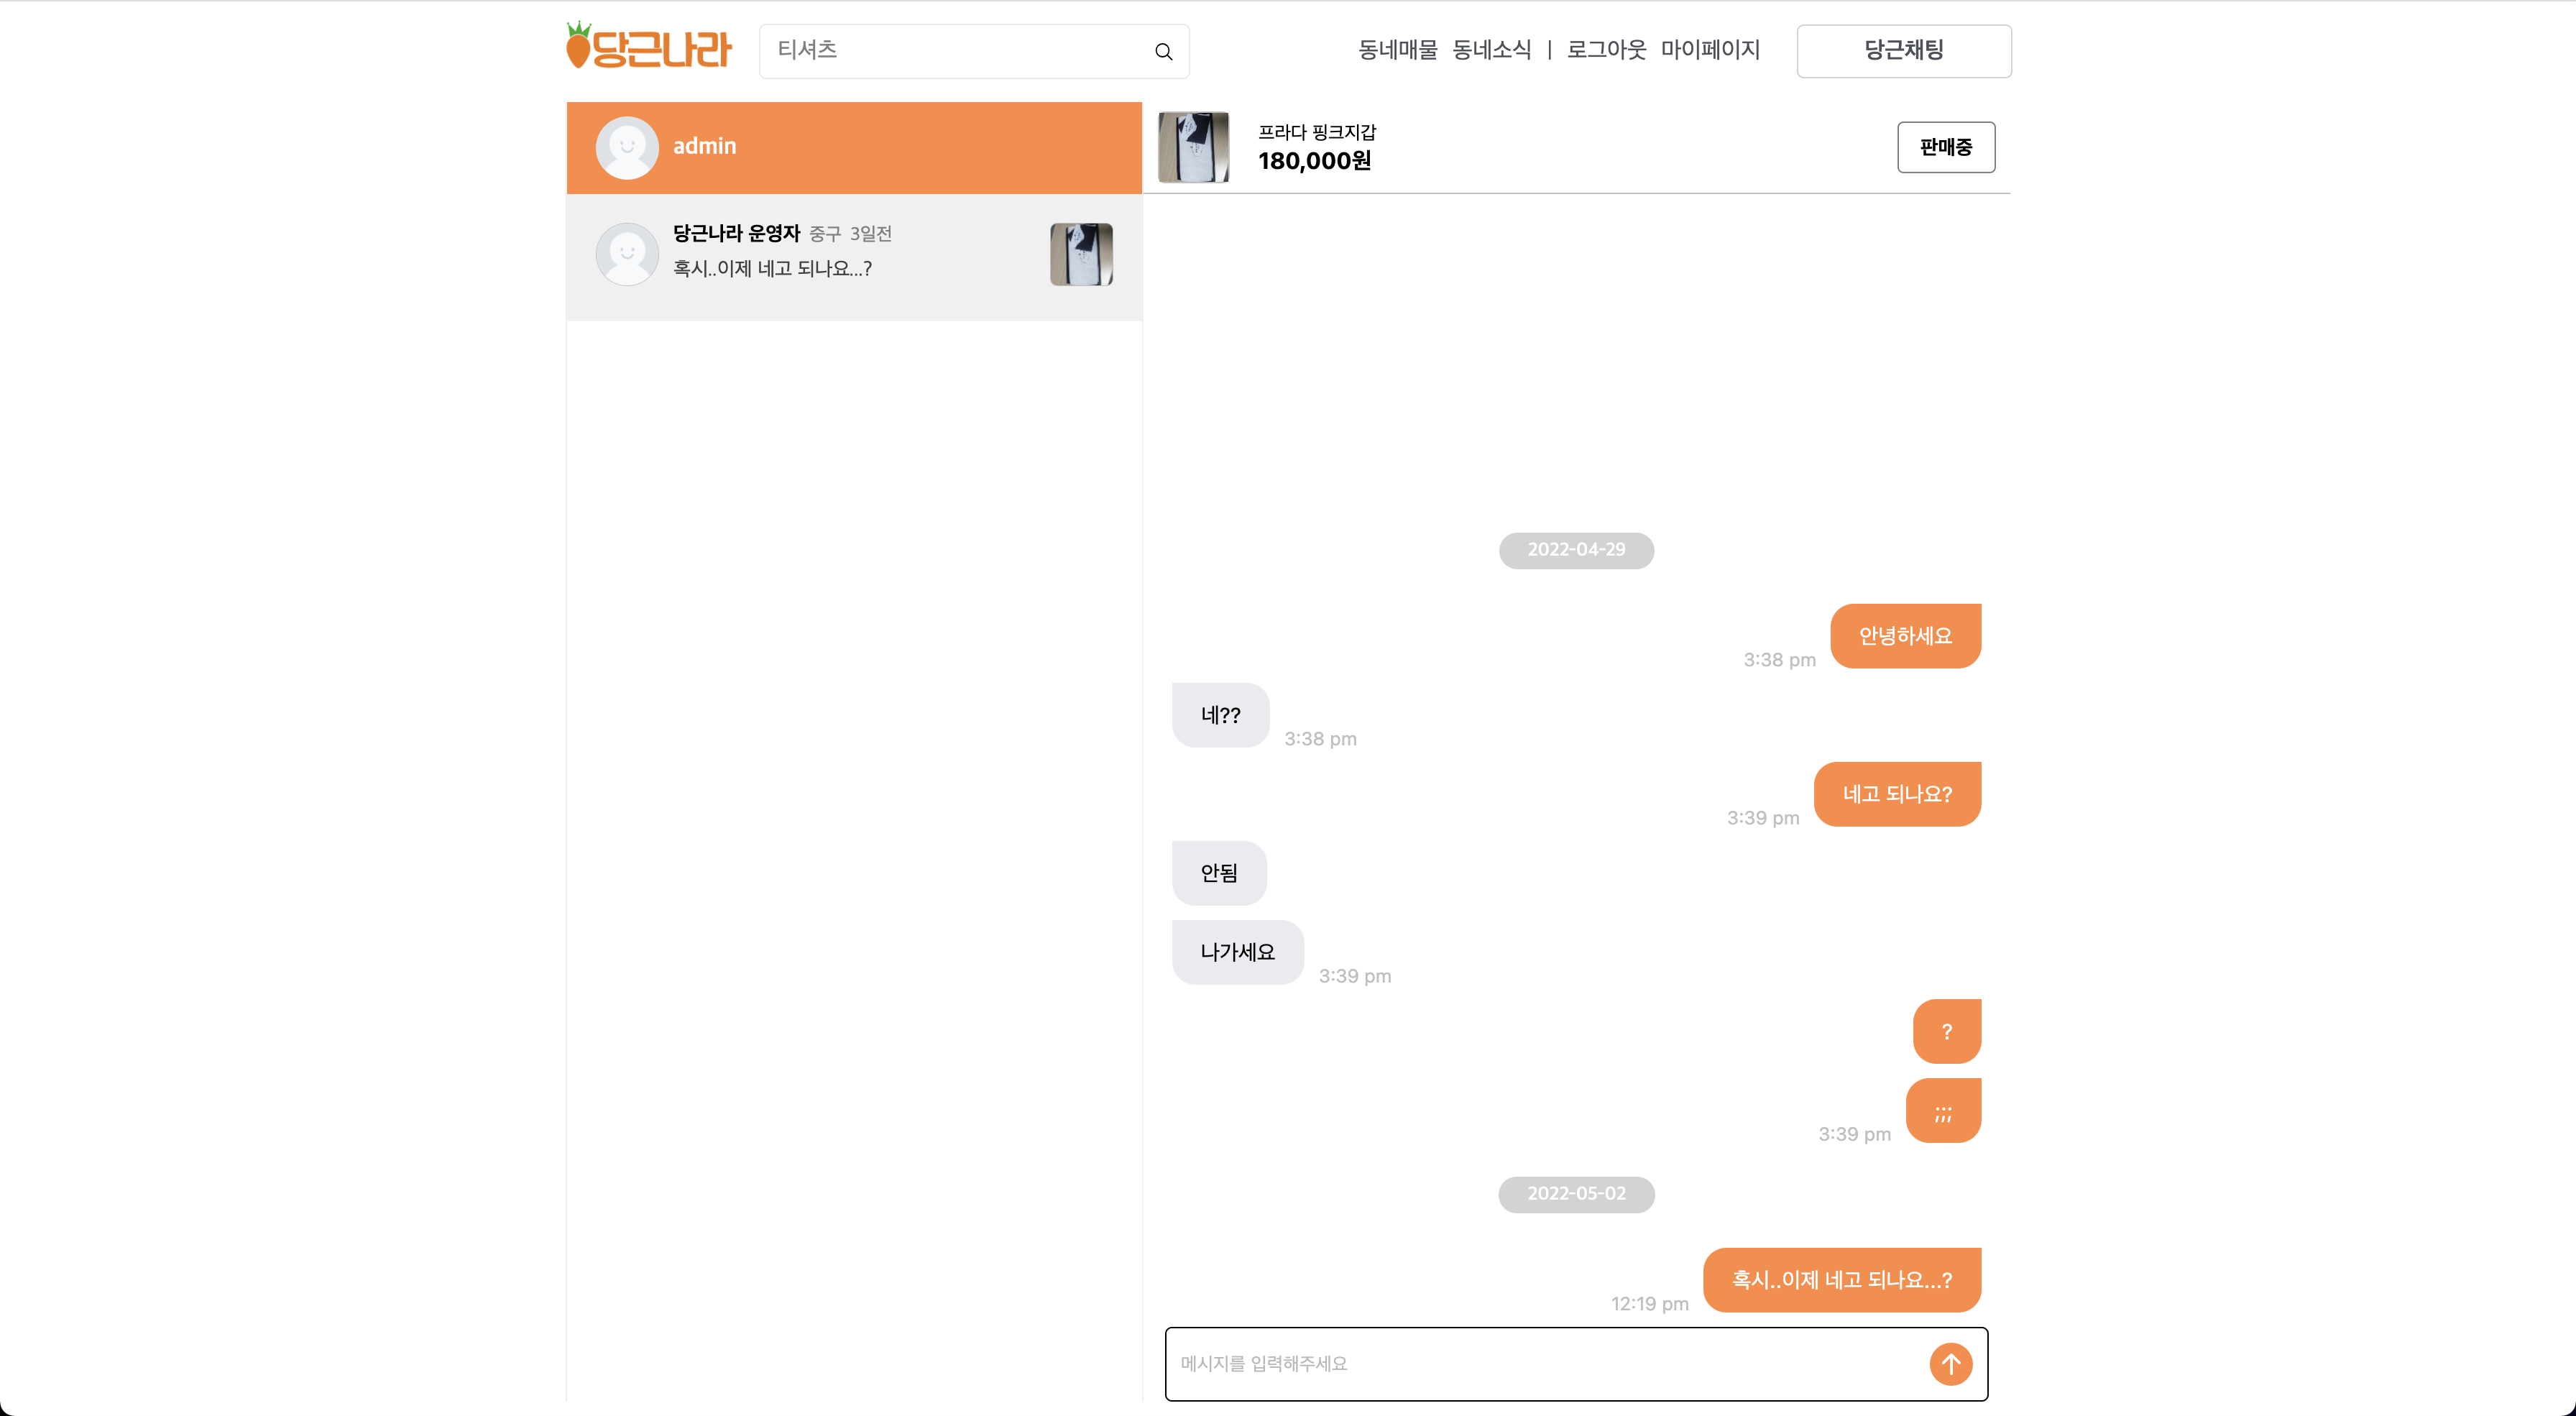 당근나라
티셔츠
동네매물 동네소식 | 로그아웃 마이페이지
당근채팅
admin
당근나라 운영자 중구 3일전
혹시..이제 네고 되나요...?
프라다 핑크지갑
180,000원
판매중
2022-04-29
안녕하세요
3:38 pm
네??
3:38 pm
네고 되나요?
3:39 pm
안됨
나가세요
3:39 pm
?
;;;
3:39 pm
2022-05-02
혹시..이제 네고 되나요...?
12:19 pm
메시지를 입력해주세요